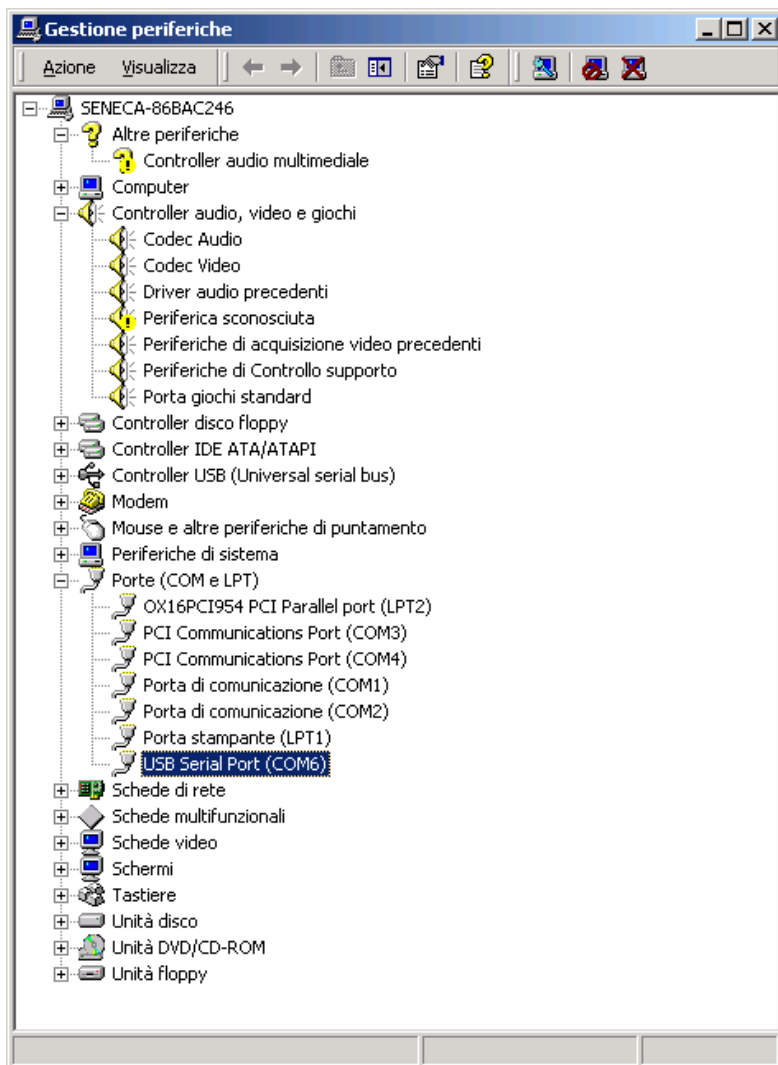 Gestione periferiche
Azione Visualizza
SENECA-86BAC246
Altre periferiche
Controller audio multimediale
Computer
Controller audio, video e giochi
Codec Audio
Codec Video
Driver audio precedenti
Periferica sconosciuta
Periferiche di acquisizione video precedenti
Periferiche di Controllo supporto
Porta giochi standard
Controller disco floppy
Controller IDE ATA/ATAPI
Controller USB (Universal serial bus)
Modem
Mouse e altre periferiche di puntamento
Periferiche di sistema
Porte (COM e LPT)
OX16PCI954 PCI Parallel port (LPT2)
PCI Communications Port (COM3)
PCI Communications Port (COM4)
Porta di comunicazione (COM1)
Porta di comunicazione (COM2)
Porta stampante (LPT1)
USB Serial Port (COM6)
Schede di rete
Schede multifunzionali
Schede video
Schermi
Tastiere
Unità disco
Unità DVD/CD-ROM
Unità floppy